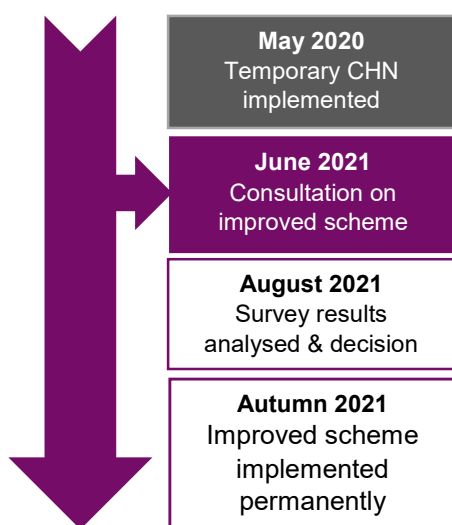 May 2020
Temporary CHN
implemented
June 2021
Consultation on
improved scheme
August 2021
Survey results
analysed & decision
Autumn 2021
Improved scheme
implemented
permanently